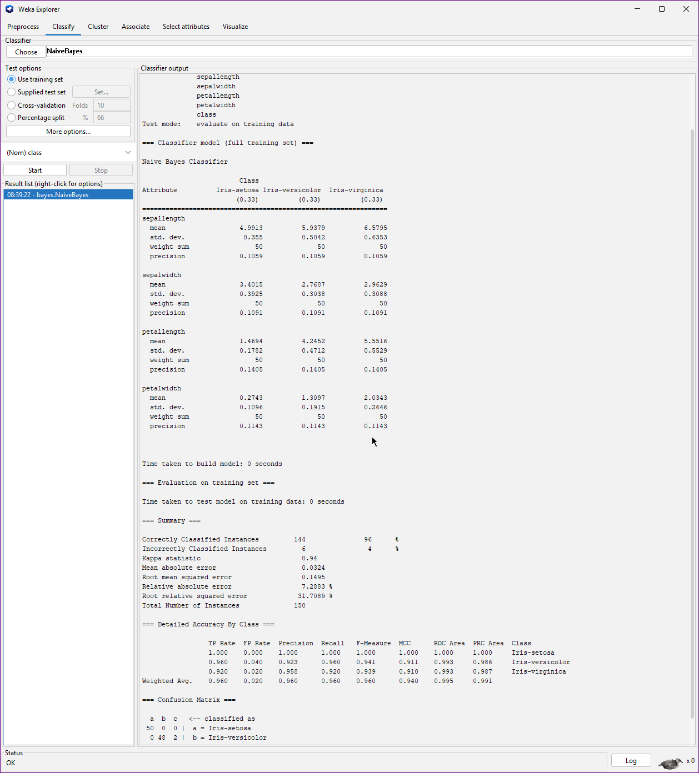 Weka Explorer
Preprocess Classify Cluster Associate Select attributes Visualize
Classifier
Choose NaiveBayes
Test options
Use training set
Supplied test set Set...
Cross-validation Folds 10
Percentage split % 66
More options...
(Nom) class
Start Stop
Result list (right-click for options)
08:39:22 - bayes.NaiveBayes
Classifier output
sepallength
sepalwidth
petallength
petalwidth
class
Test mode: evaluate on training data
=== Classifier model (full training set) ===
Naive Bayes Classifier
Class
Attribute Iris-setosa Iris-versicolor Iris-virginica
(0.33) (0.33) (0.33)
===============================================================
sepallength
mean 4.9913 5.9379 6.5795
std. dev. 0.355 0.5042 0.6353
weight sum 50 50 50
precision 0.1059 0.1059 0.1059
sepalwidth
mean 3.4015 2.7687 2.9629
std. dev. 0.3925 0.3038 0.3088
weight sum 50 50 50
precision 0.1091 0.1091 0.1091
petallength
mean 1.4694 4.2452 5.5516
std. dev. 0.1782 0.4712 0.5529
weight sum 50 50 50
precision 0.1405 0.1405 0.1405
petalwidth
mean 0.2743 1.3097 2.0343
std. dev. 0.1096 0.1915 0.2646
weight sum 50 50 50
precision 0.1143 0.1143 0.1143
Time taken to build model: 0 seconds
=== Evaluation on training set ===
Time taken to test model on training data: 0 seconds
=== Summary ===
Correctly Classified Instances 144 96 %
Incorrectly Classified Instances 6 4 %
Kappa statistic 0.94
Mean absolute error 0.0324
Root mean squared error 0.1495
Relative absolute error 7.2883 %
Root relative squared error 31.7089 %
Total Number of Instances 150
=== Detailed Accuracy By Class ===
TP Rate FP Rate Precision Recall F-Measure MCC ROC Area PRC Area Class
1.000 0.000 1.000 1.000 1.000 1.000 1.000 1.000 Iris-setosa
0.960 0.040 0.923 0.960 0.941 0.911 0.993 0.986 Iris-versicolor
0.920 0.020 0.958 0.920 0.939 0.910 0.993 0.987 Iris-virginica
Weighted Avg. 0.960 0.020 0.960 0.960 0.960 0.940 0.995 0.991
=== Confusion Matrix ===
a b c <-- classified as
50 0 0 | a = Iris-setosa
0 48 2 | b = Iris-versicolor
Status
OK
Log x 0